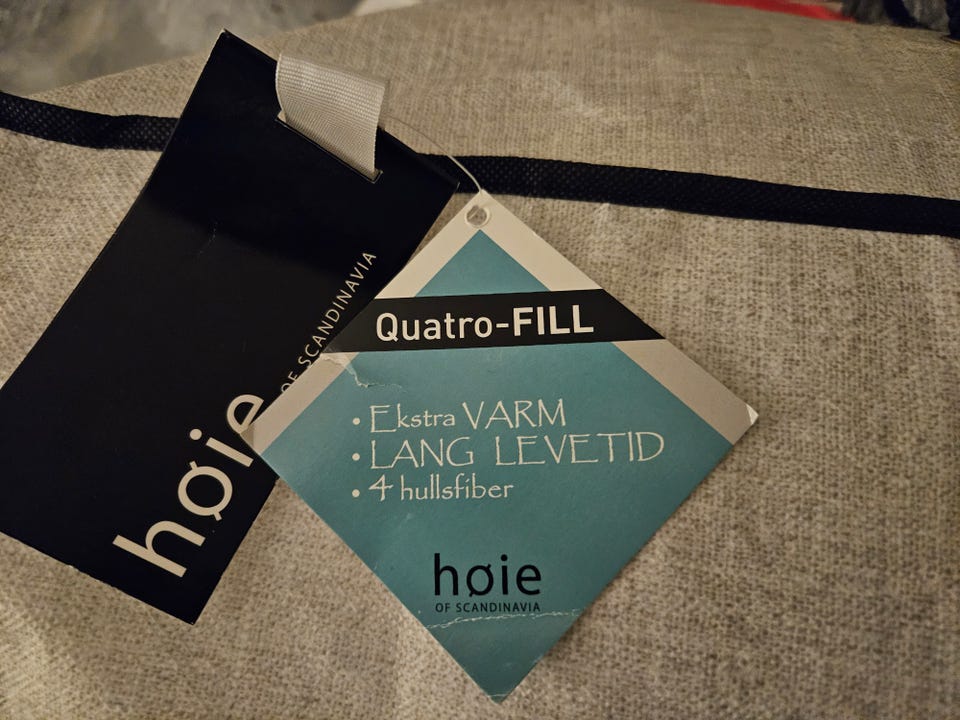 høie
OF SCANDINAVIA
Quatro-FILL
• Ekstra VARM
• LANG LEVETID
• 4 hullsfiber
høie
OF SCANDINAVIA